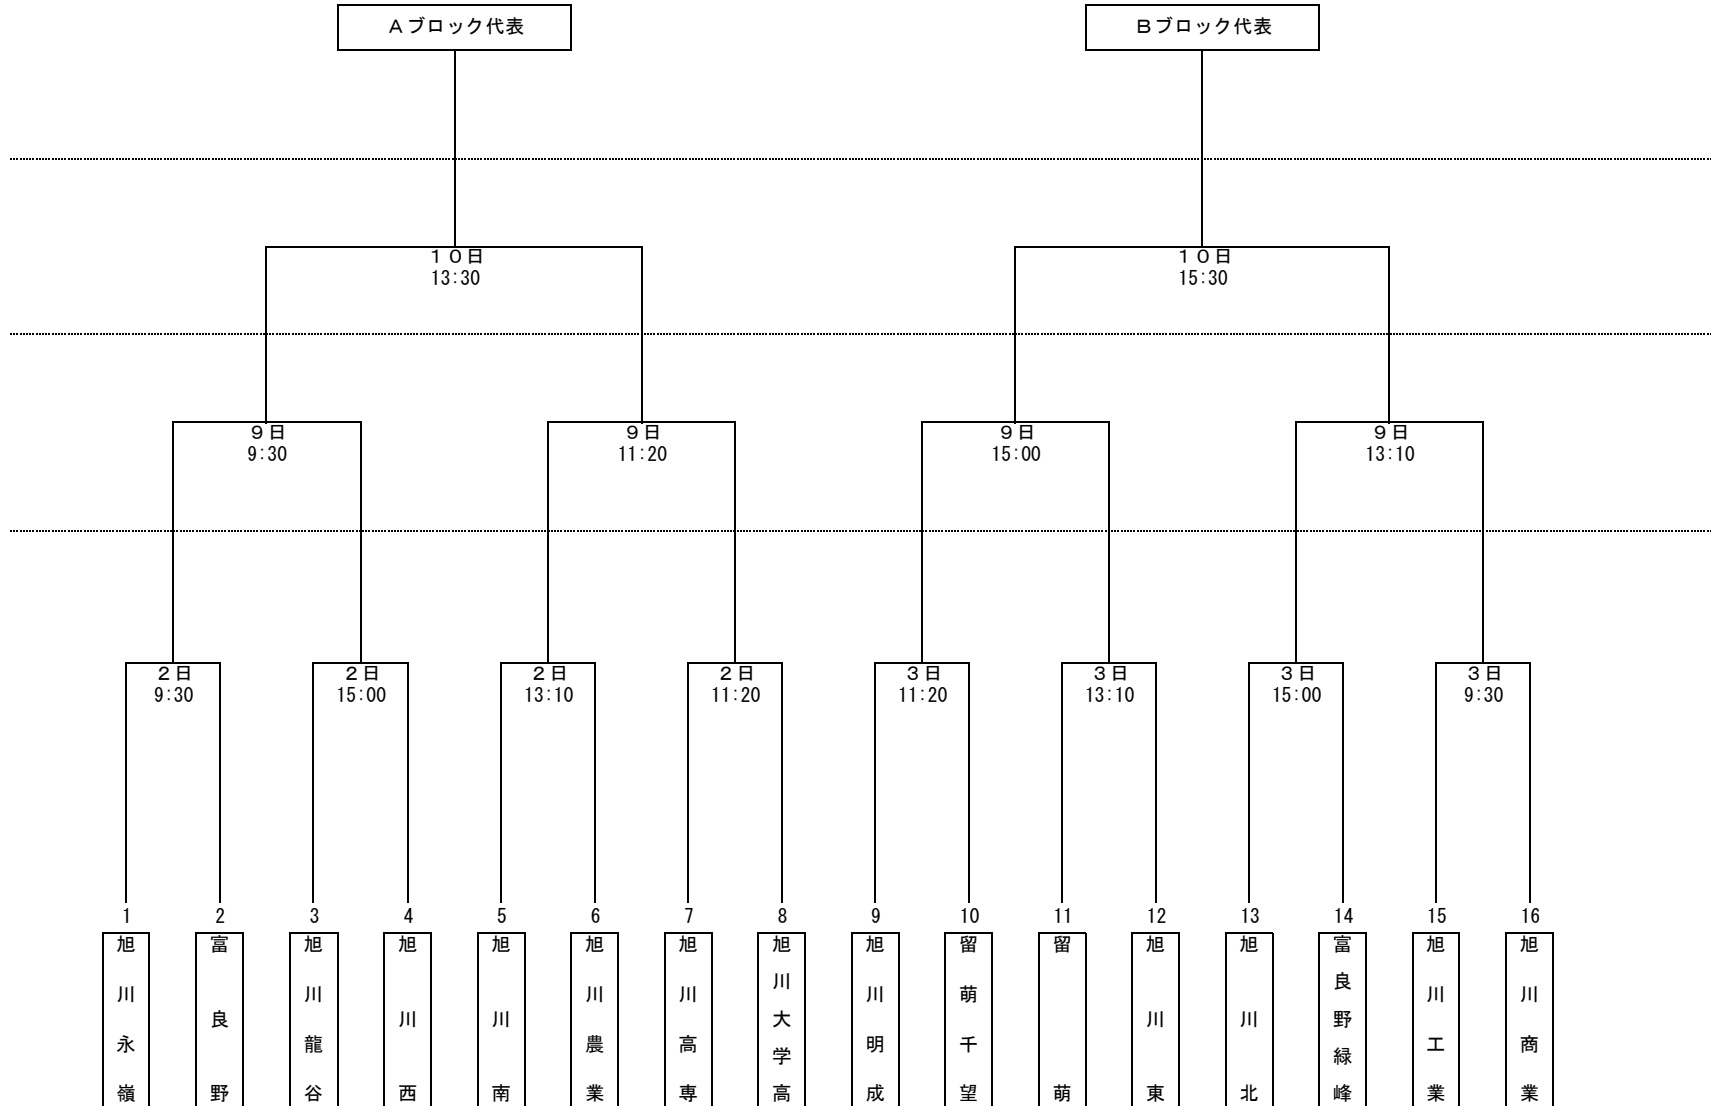 Ａブロック代表
Ｂブロック代表
１０日
13:30
１０日
15:30
９日
9:30
９日
11:20
９日
15:00
９日
13:10
２日
9:30
２日
15:00
２日
13:10
２日
11:20
３日
11:20
３日
13:10
３日
15:00
３日
9:30
1
2
3
4
5
6
7
8
9
10
11
12
13
14
15
16
旭川永嶺
富良野
旭川龍谷
旭川西
旭川南
旭川農業
旭川高専
旭川大学高
旭川明成
留萌千望
留萌
旭川東
旭川北
富良野緑峰
旭川工業
旭川商業